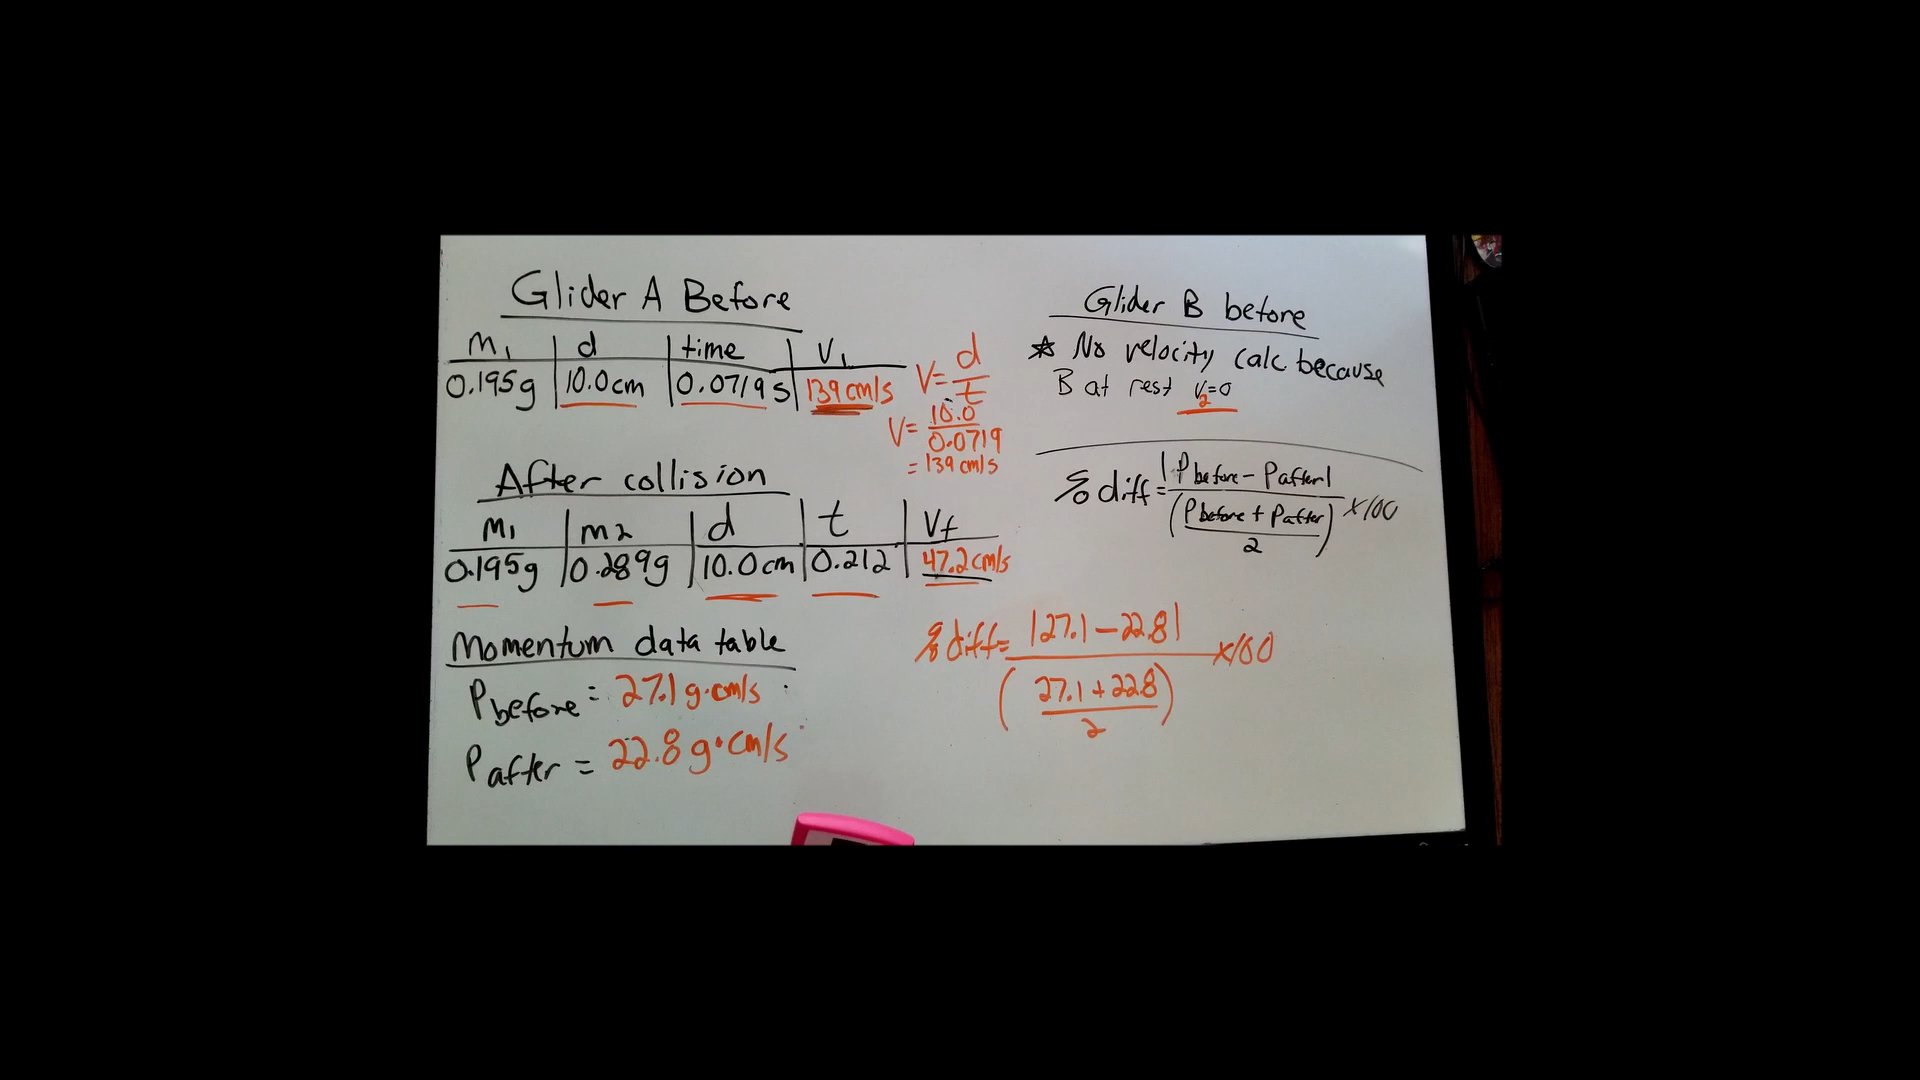 Glider A Before
m₁ | d | time | V₁
0.195g | 10.0cm | 0.0719 s | 139 cm/s
V = d/t
V = 10.0/0.0719
= 139 cm/s
After collision
m₁ | m2 | d | t | Vf
0.195g | 0.289g | 10.0cm | 0.212 | 47.2cm/s
Momentum data table
Pbefore = 27.1 g·cm/s
Pafter = 22.8 g·cm/s
Glider B before
☆ No velocity calc because
B at rest V₂=0
% diff = |Pbefore - Pafter| / ((Pbefore + Pafter)/2) x100
% diff = |27.1 - 22.8| / ((27.1 + 22.8)/2) x100